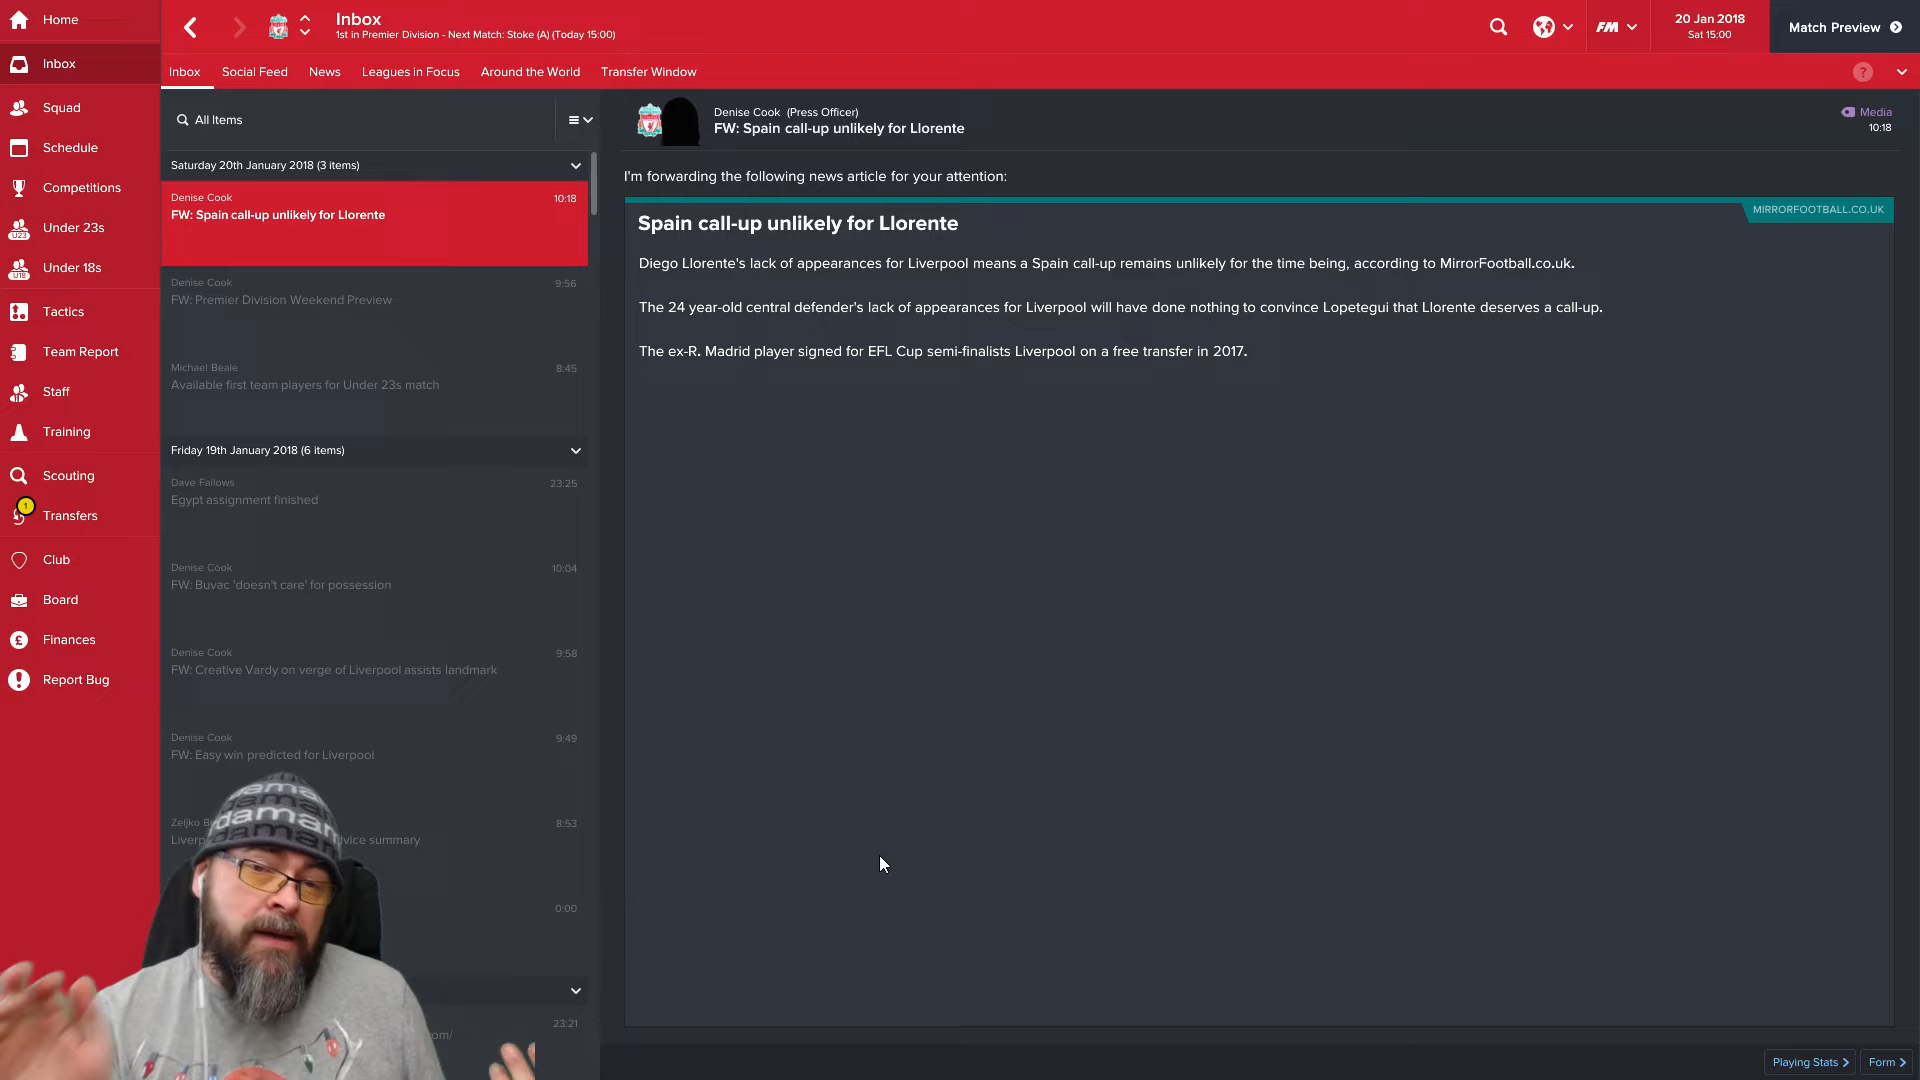 Home
Inbox
Squad
Schedule
Competitions
Under 23s
Under 18s
Tactics
Team Report
Staff
Training
Scouting
1
Transfers
Club
Board
Finances
Report Bug
Inbox
1st in Premier Division - Next Match: Stoke (A) (Today 15:00)
FM
20 Jan 2018
Sat 15:00
Match Preview
Inbox
Social Feed
News
Leagues in Focus
Around the World
Transfer Window
?
All Items
Saturday 20th January 2018 (3 items)
Denise Cook 10:18
FW: Spain call-up unlikely for Llorente
Denise Cook 9:56
FW: Premier Division Weekend Preview
Michael Beale 8:45
Available first team players for Under 23s match
Friday 19th January 2018 (6 items)
Dave Fallows 23:25
Egypt assignment finished
Denise Cook 10:04
FW: Buvac 'doesn't care' for possession
Denise Cook 9:58
FW: Creative Vardy on verge of Liverpool assists landmark
Denise Cook 9:49
FW: Easy win predicted for Liverpool
Zeljko 8:53
summary
0:00
23:21
om/
Denise Cook (Press Officer)
FW: Spain call-up unlikely for Llorente
Media
10:18
I'm forwarding the following news article for your attention:
MIRRORFOOTBALL.CO.UK
Spain call-up unlikely for Llorente
Diego Llorente's lack of appearances for Liverpool means a Spain call-up remains unlikely for the time being, according to MirrorFootball.co.uk.
The 24 year-old central defender's lack of appearances for Liverpool will have done nothing to convince Lopetegui that Llorente deserves a call-up.
The ex-R. Madrid player signed for EFL Cup semi-finalists Liverpool on a free transfer in 2017.
Playing Stats
Form
damar